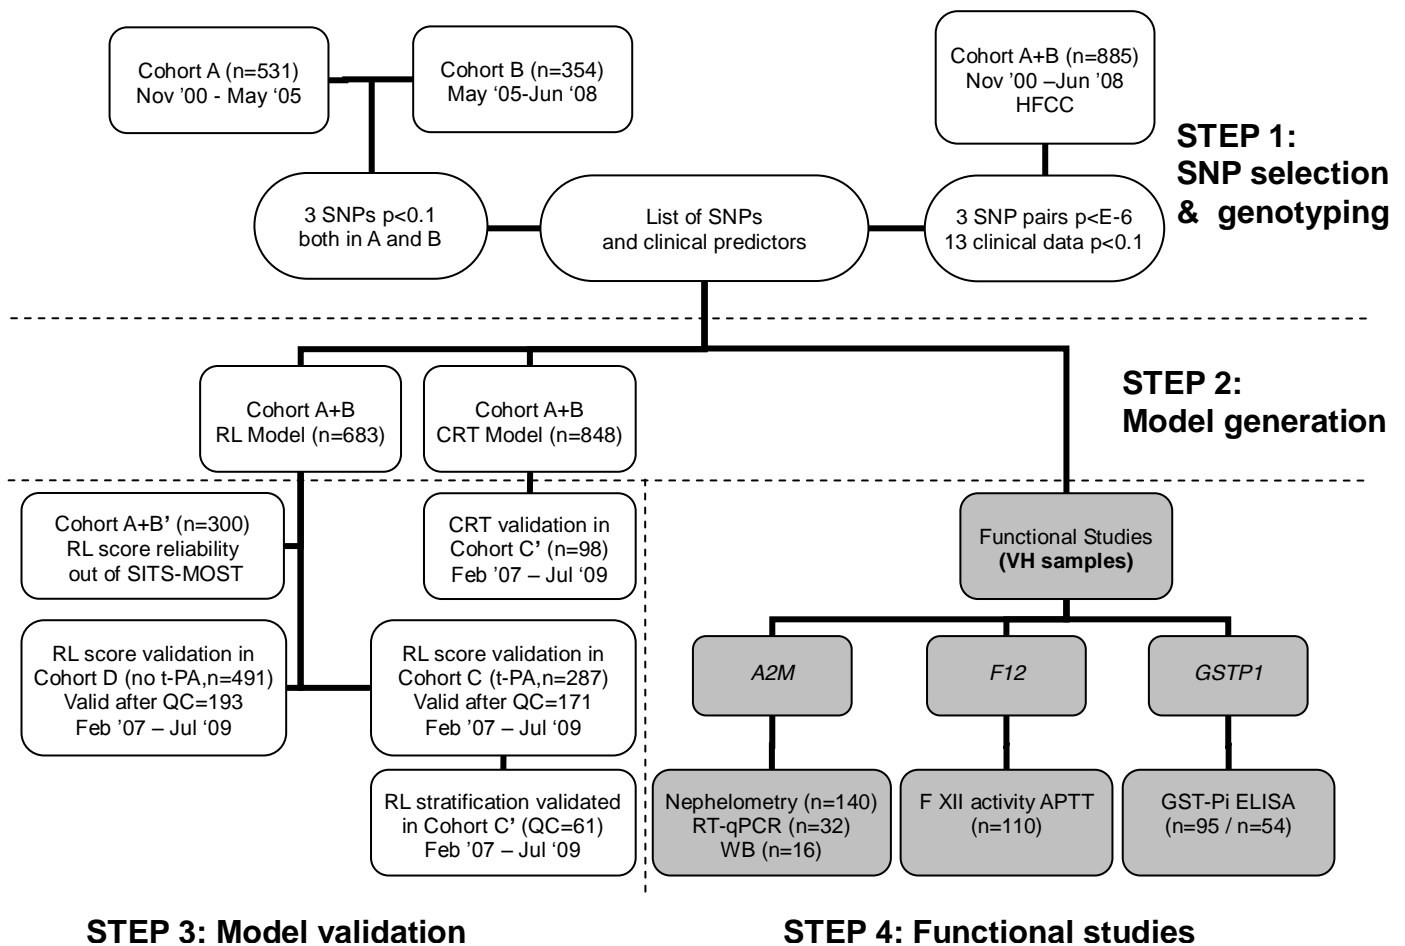 Cohort A (n=531)
Nov '00 - May '05
Cohort B (n=354)
May '05-Jun '08
Cohort A+B (n=885)
Nov '00 –Jun '08
HFCC
STEP 1:
SNP selection
& genotyping
3 SNPs p<0.1
both in A and B
List of SNPs
and clinical predictors
3 SNP pairs p<E-6
13 clinical data p<0.1
Cohort A+B
RL Model (n=683)
Cohort A+B
CRT Model (n=848)
STEP 2:
Model generation
Cohort A+B' (n=300)
RL score reliability
out of SITS-MOST
CRT validation in
Cohort C' (n=98)
Feb '07 – Jul '09
Functional Studies
(VH samples)
RL score validation in
Cohort D (no t-PA,n=491)
Valid after QC=193
Feb '07 – Jul '09
RL score validation in
Cohort C (t-PA,n=287)
Valid after QC=171
Feb '07 – Jul '09
A2M
F12
GSTP1
RL stratification validated
in Cohort C' (QC=61)
Feb '07 – Jul '09
Nephelometry (n=140)
RT-qPCR (n=32)
WB (n=16)
F XII activity APTT
(n=110)
GST-Pi ELISA
(n=95 / n=54)
STEP 3: Model validation
STEP 4: Functional studies